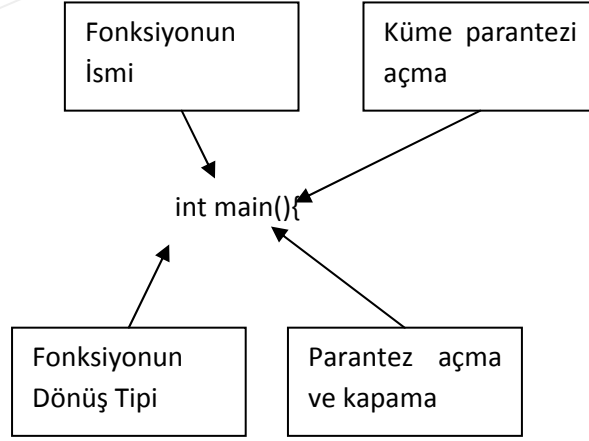 Fonksiyonun
İsmi
Küme parantezi
açma
int main(){
Fonksiyonun
Dönüş Tipi
Parantez açma
ve kapama